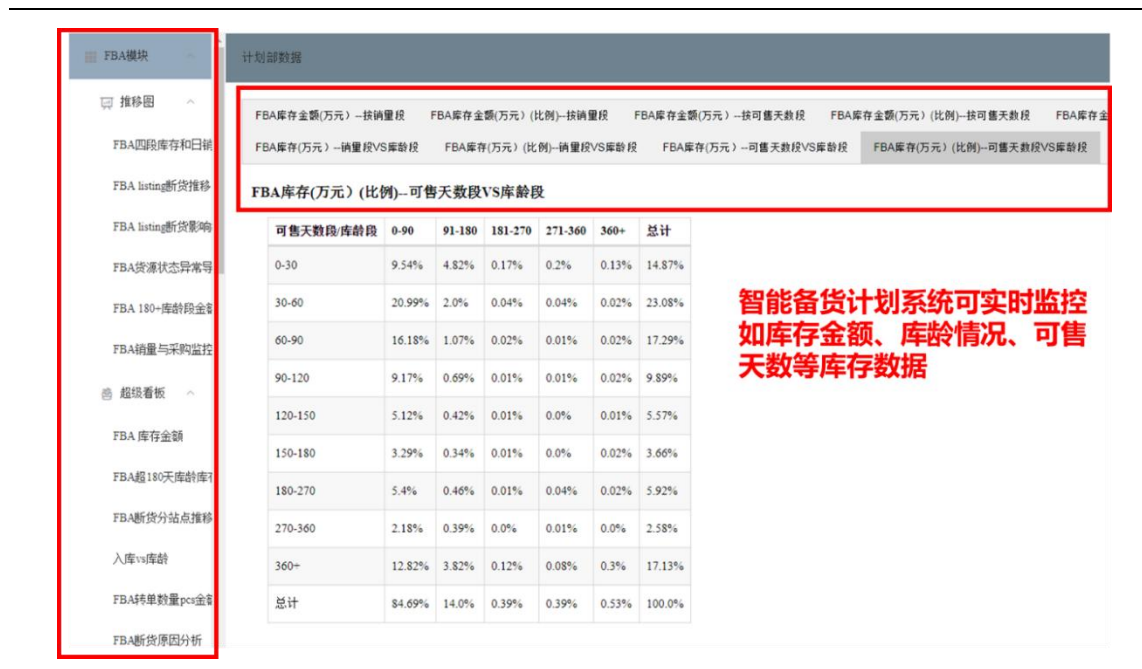 FBA模块
推移图
FBA四段库存和日销
FBA listing断货推移
FBA listing断货影响
FBA货源状态异常导
FBA 180+库龄段金额
FBA销量与采购监控
超级看板
FBA 库存金额
FBA超180天库龄库存
FBA断货分站点推移
入库vs库龄
FBA转单数量pcs金额
FBA断货原因分析
计划部数据
FBA库存金额(万元）--按销量段 FBA库存金额(万元）(比例)--按销量段 FBA库存金额(万元）--按可售天数段 FBA库存金额(万元）(比例)--按可售天数段 FBA库存金
FBA库存(万元）--销量段VS库龄段 FBA库存(万元）(比例)--销量段VS库龄段 FBA库存(万元）--可售天数段VS库龄段 FBA库存(万元）(比例)--可售天数段VS库龄段
FBA库存(万元）(比例)--可售天数段VS库龄段
可售天数段/库龄段 0-90 91-180 181-270 271-360 360+ 总计
0-30 9.54% 4.82% 0.17% 0.2% 0.13% 14.87%
30-60 20.99% 2.0% 0.04% 0.04% 0.02% 23.08%
60-90 16.18% 1.07% 0.02% 0.01% 0.02% 17.29%
90-120 9.17% 0.69% 0.01% 0.01% 0.02% 9.89%
120-150 5.12% 0.42% 0.01% 0.0% 0.01% 5.57%
150-180 3.29% 0.34% 0.01% 0.0% 0.02% 3.66%
180-270 5.4% 0.46% 0.01% 0.04% 0.02% 5.92%
270-360 2.18% 0.39% 0.0% 0.01% 0.0% 2.58%
360+ 12.82% 3.82% 0.12% 0.08% 0.3% 17.13%
总计 84.69% 14.0% 0.39% 0.39% 0.53% 100.0%
智能备货计划系统可实时监控
如库存金额、库龄情况、可售
天数等库存数据